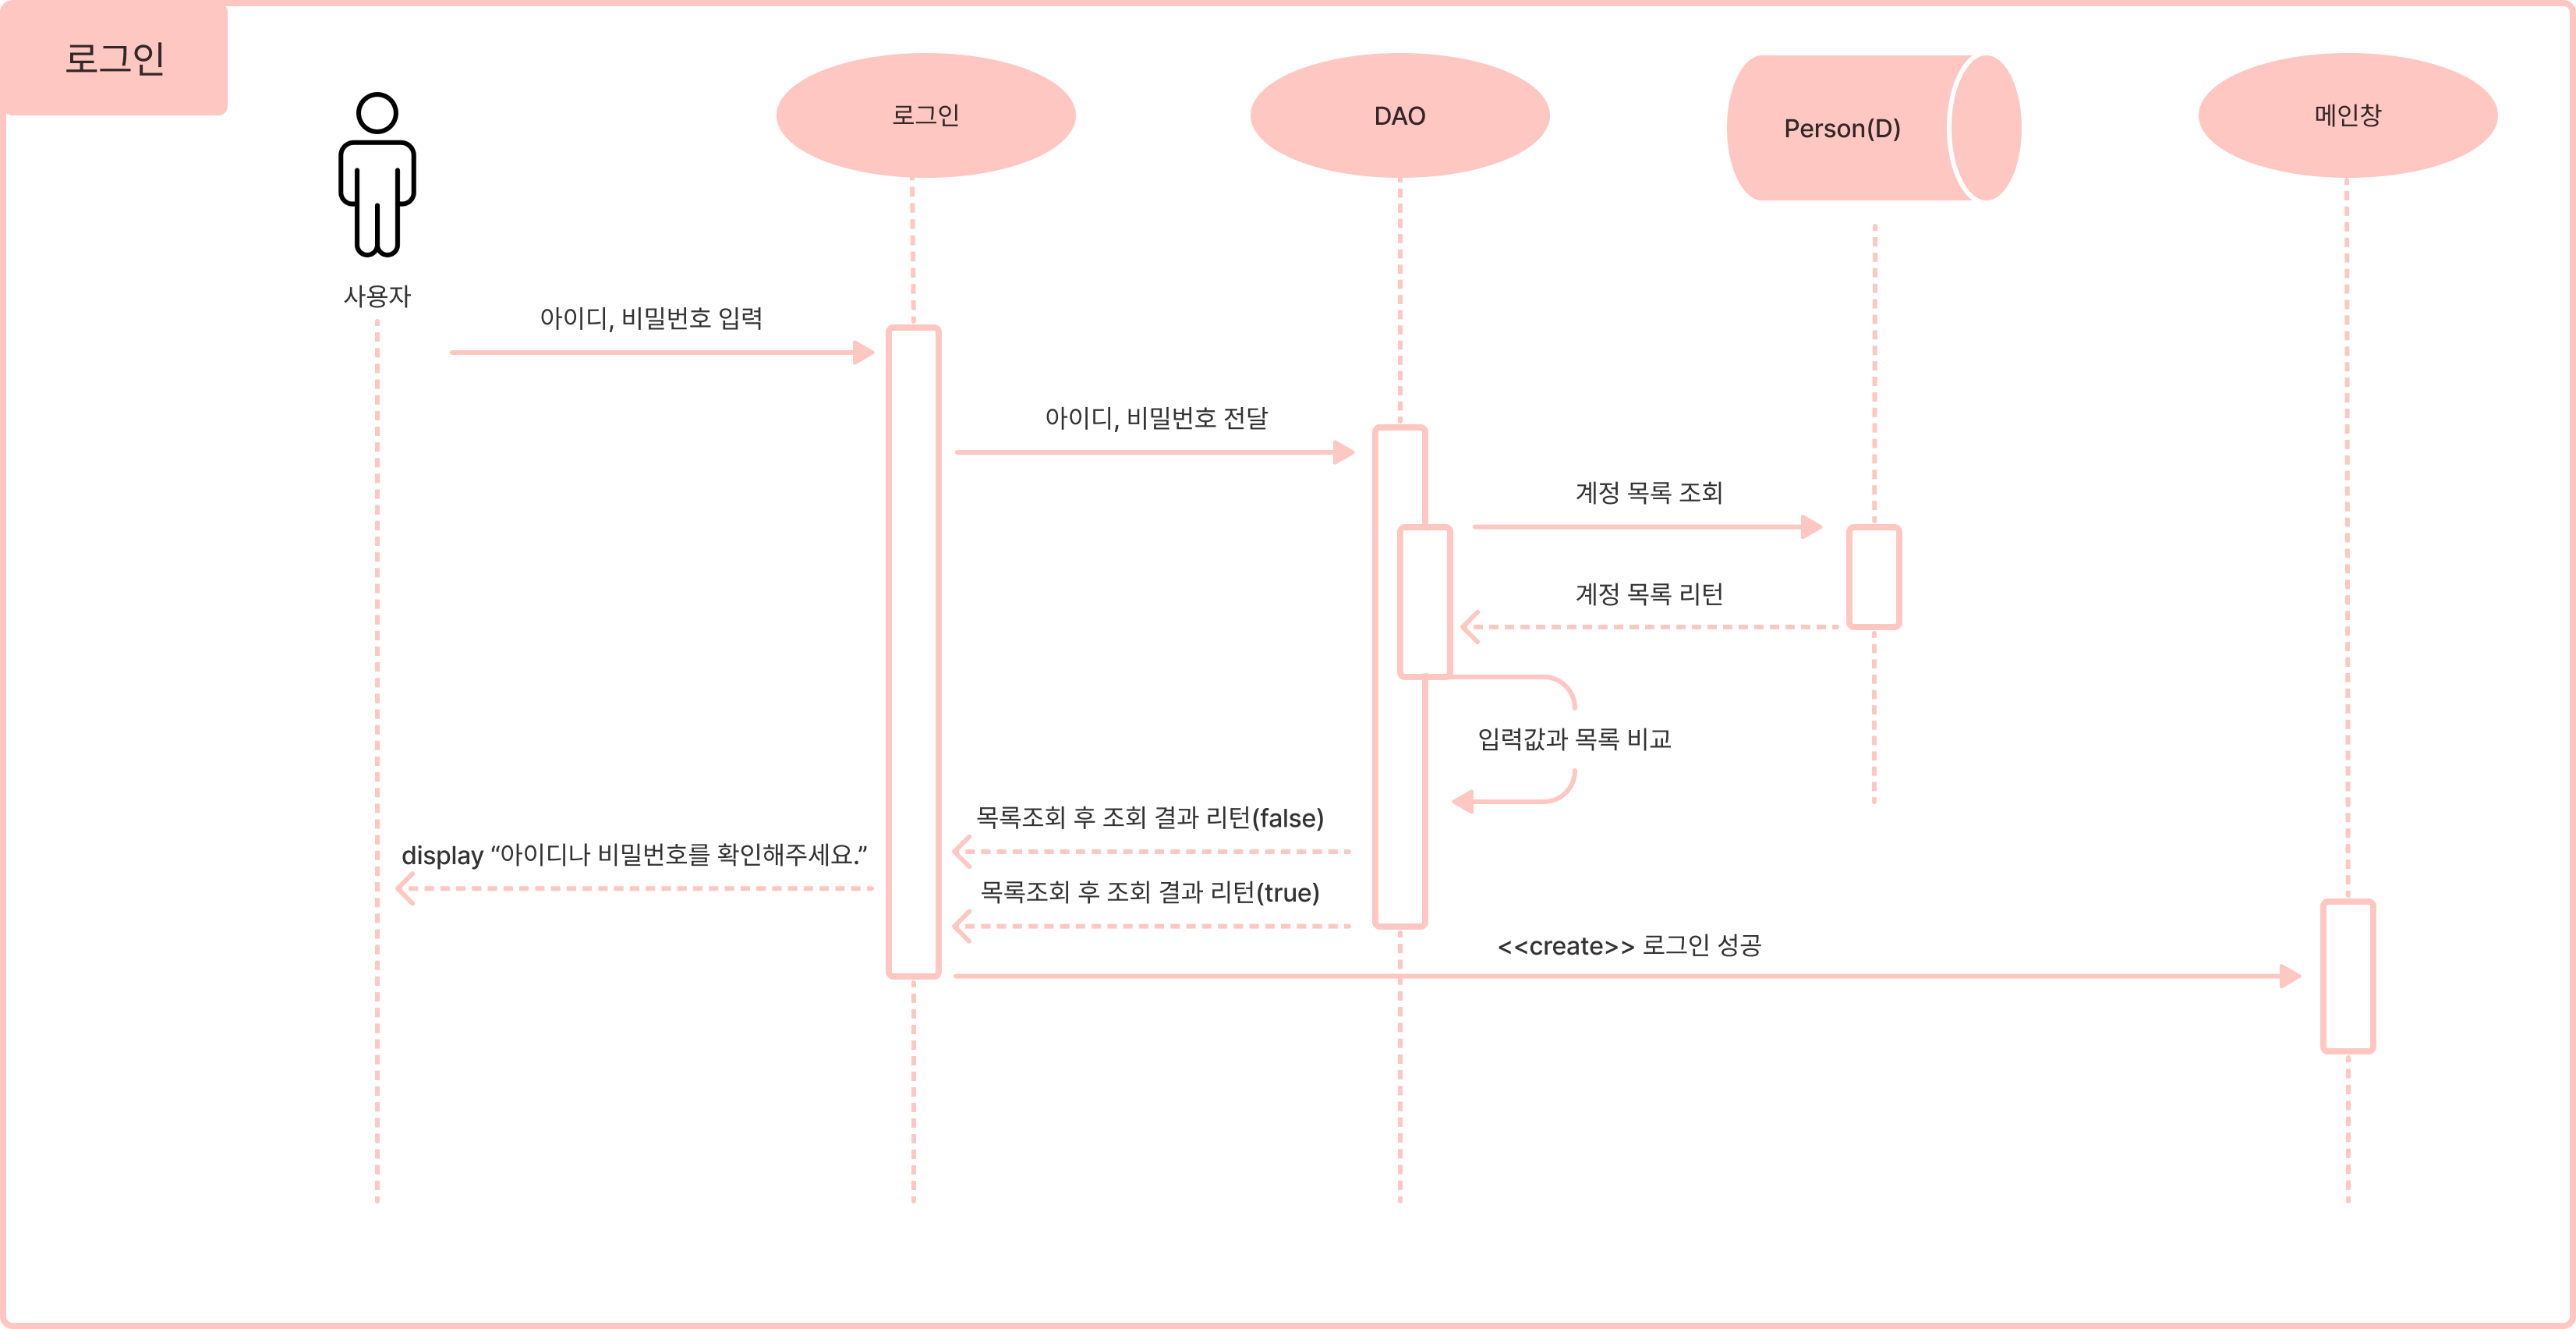 로그인
로그인
DAO
Person(D)
메인창
사용자
아이디, 비밀번호 입력
아이디, 비밀번호 전달
계정 목록 조회
계정 목록 리턴
입력값과 목록 비교
목록조회 후 조회 결과 리턴(false)
display “아이디나 비밀번호를 확인해주세요.”
목록조회 후 조회 결과 리턴(true)
<<create>> 로그인 성공